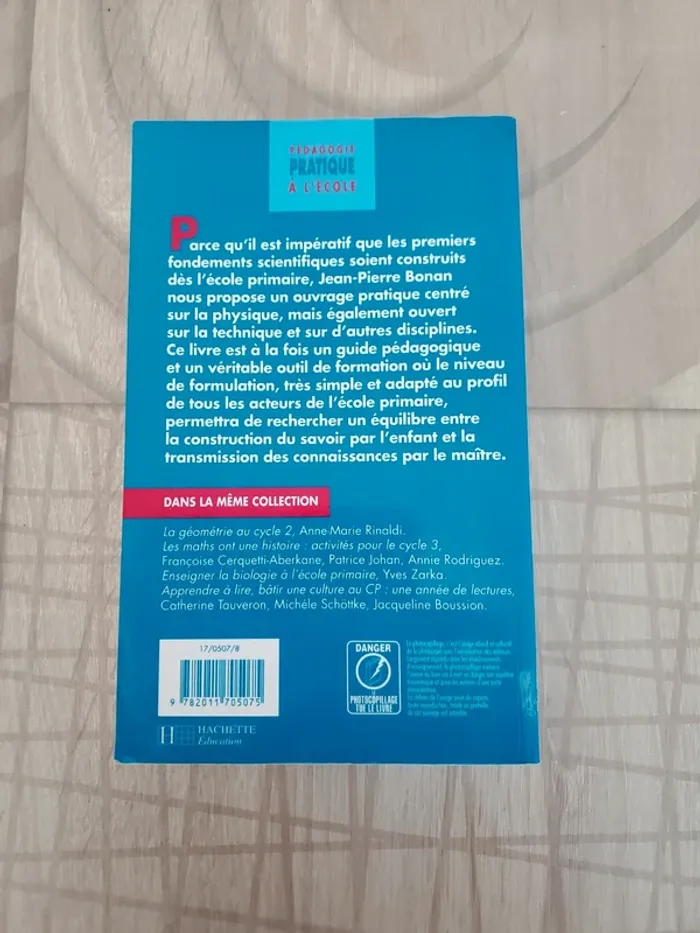 PÉDAGOGIE
PRATIQUE
À L'ÉCOLE
Parce qu'il est impératif que les premiers
fondements scientifiques soient construits
dès l'école primaire, Jean-Pierre Bonan
nous propose un ouvrage pratique centré
sur la physique, mais également ouvert
sur la technique et sur d'autres disciplines.
Ce livre est à la fois un guide pédagogique
et un véritable outil de formation où le niveau
de formulation, très simple et adapté au profil
de tous les acteurs de l'école primaire,
permettra de rechercher un équilibre entre
la construction du savoir par l'enfant et la
transmission des connaissances par le maître.
DANS LA MÊME COLLECTION
La géométrie au cycle 2, Anne-Marie Rinaldi.
Les maths ont une histoire : activités pour le cycle 3,
Françoise Cerquetti-Aberkane, Patrice Johan, Annie Rodriguez.
Enseigner la biologie à l'école primaire, Yves Zarka.
Apprendre à lire, bâtir une culture au CP : une année de lectures,
Catherine Tauveron, Michèle Schöttke, Jacqueline Boussion.
17/0507/8
9 782011 705075
H HACHETTE
Education
DANGER
LE
PHOTOCOPILLAGE
TUE LE LIVRE